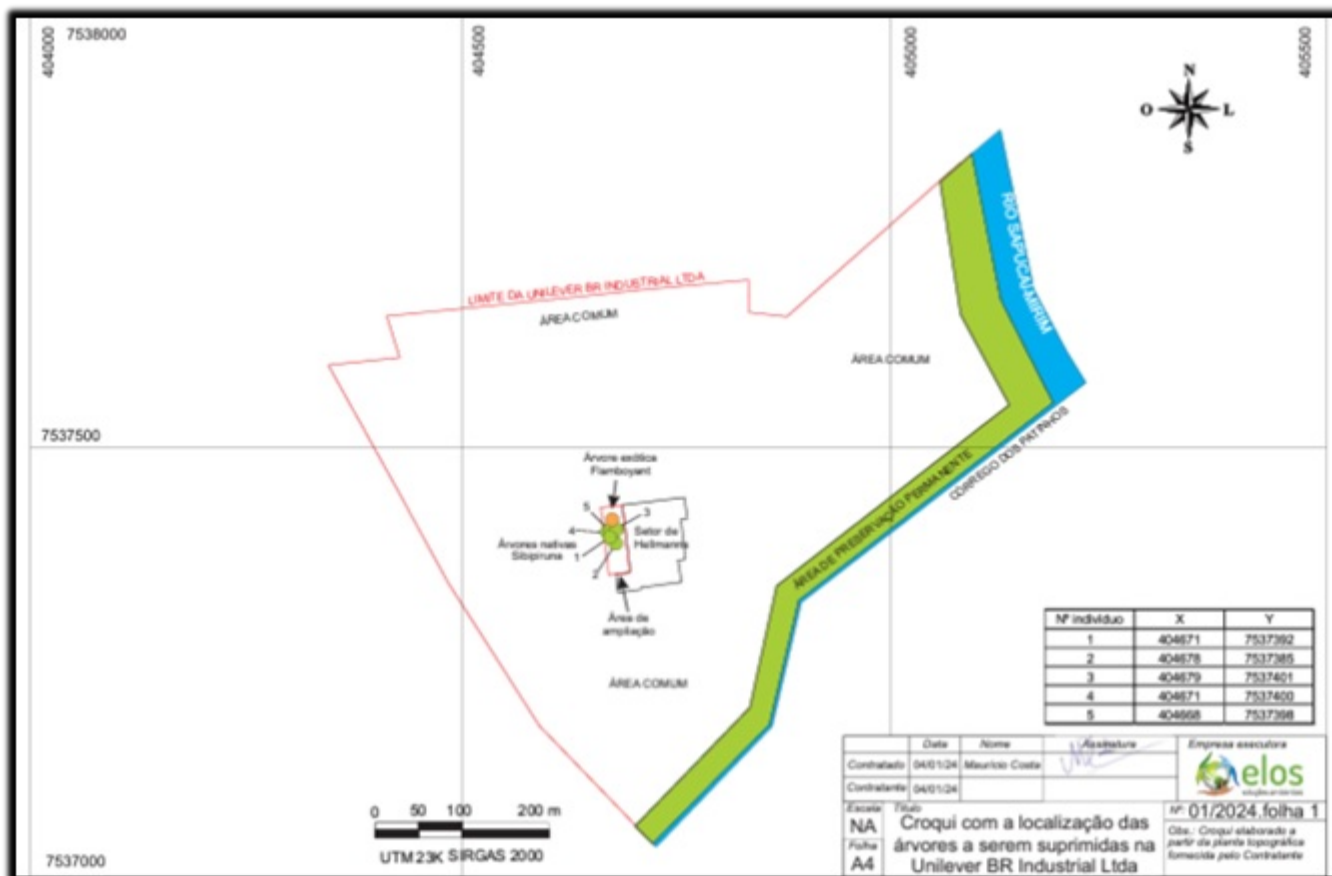 404000
7538000
404500
405000
405500
N
O
L
S
RIO SAPUCAÍ-MIRIM
LIMITE DA UNILEVER BR INDUSTRIAL LTDA
ÁREA COMUM
ÁREA COMUM
7537500
CÓRREGO DOS PATINHOS
ÁREA DE PRESERVAÇÃO PERMANENTE
Árvore exótica
Flamboyant
5
3
4
Setor de
Árvores nativas
Sibipiruna
1
2
Área de
ampliação
ÁREA COMUM
Nº indivíduo X Y
1 404671 7537392
2 404678 7537385
3 404679 7537401
4 404671 7537400
5 404668 7537398
0 50 100 200 m
UTM 23K SIRGAS 2000
7537000
Data Nome Assinatura
Contratado 04/01/24 Maurício Costa
Contratante 04/01/24
Empresa executora
elos
soluções ambientais
Escala
NA
Folha
A4
Título
Croqui com a localização das
árvores a serem suprimidas na
Unilever BR Industrial Ltda
Nº: 01/2024.folha 1
Obs.: Croqui elaborado a
partir da planta topográfica
fornecida pelo Contratante